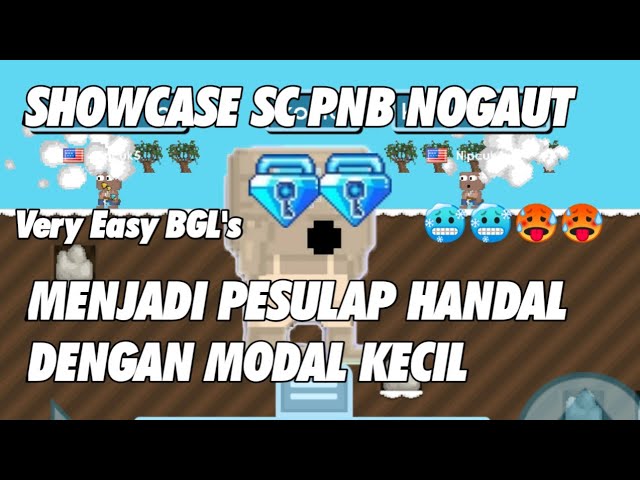 SHOWCASE SC PNB NOGAUT
Very Easy BGL's
MENJADI PESULAP HANDAL
DENGAN MODAL KECIL